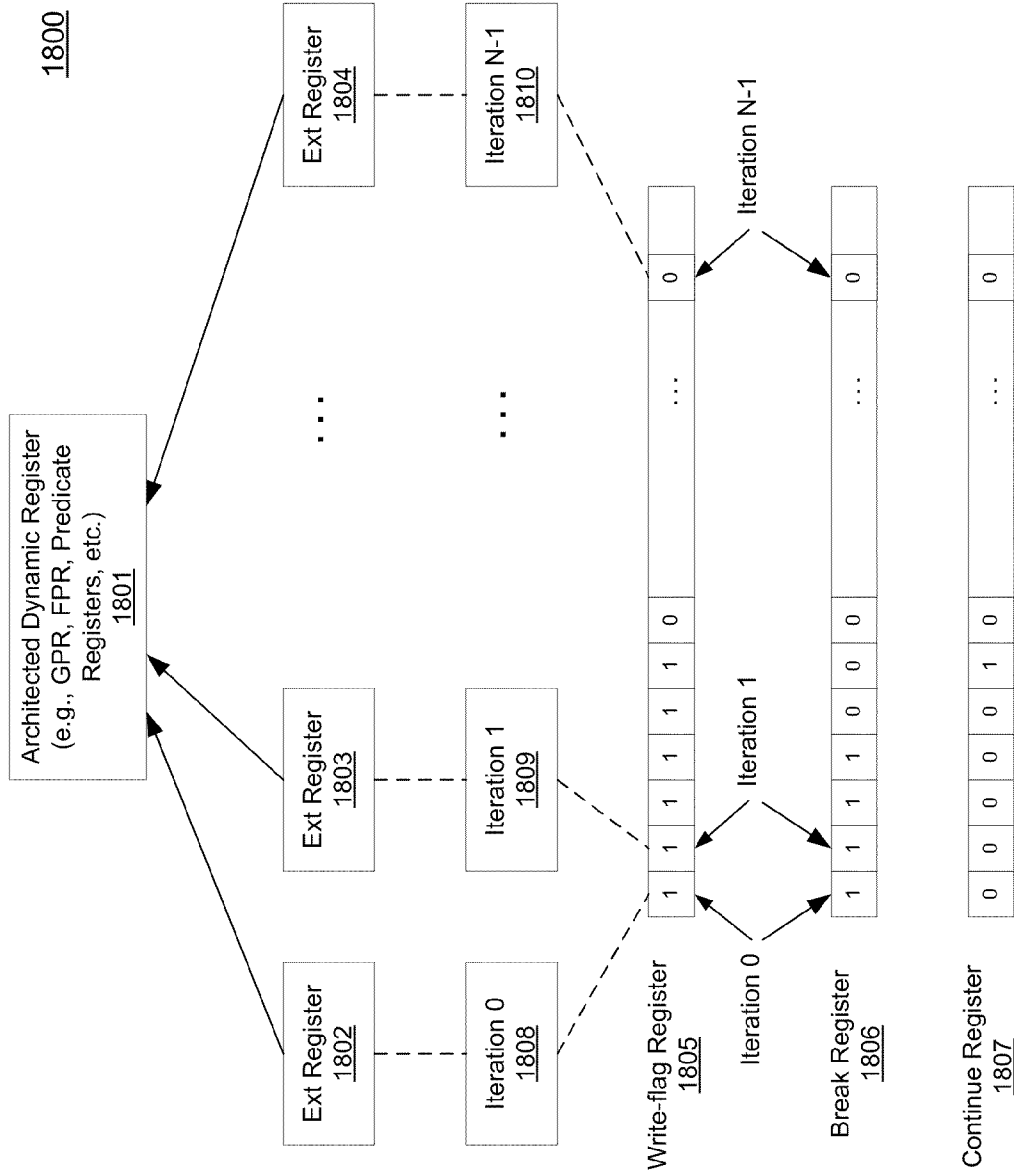 1800
Architected Dynamic Register
(e.g., GPR, FPR, Predicate
Registers, etc.)
1801
Ext Register
1802
Ext Register
1803
...
Ext Register
1804
Iteration 0
1808
Iteration 1
1809
...
Iteration N-1
1810
Write-flag Register
1805
1 1 1 1 1 1 0 ... 0
Iteration 0
Iteration 1
Iteration N-1
Break Register
1806
1 1 1 1 0 0 0 ... 0
Continue Register
1807
0 0 0 0 0 1 0 ... 0